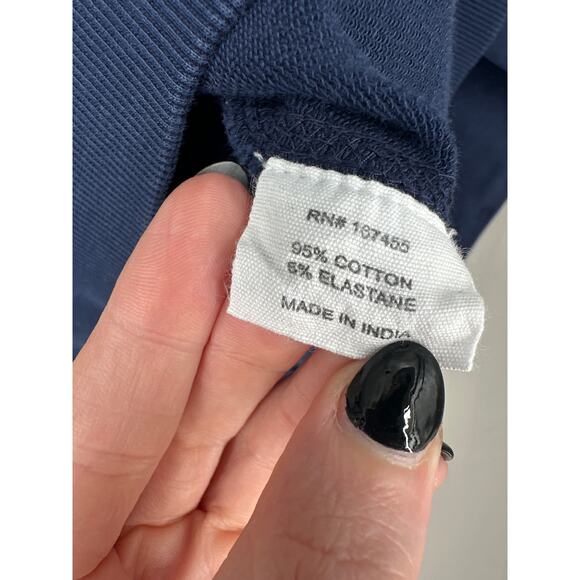 RN# 167455
95% COTTON
5% ELASTANE
MADE IN INDIA